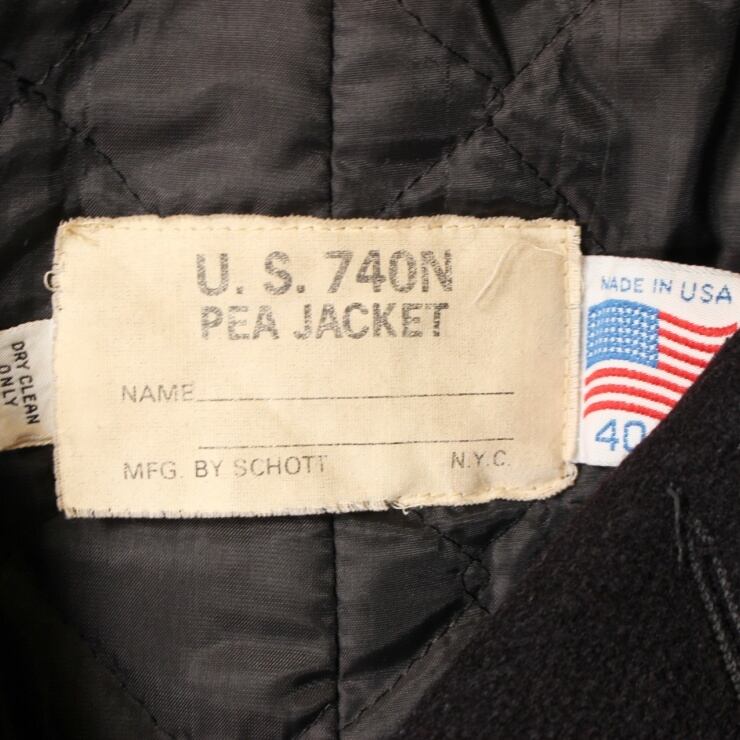 U. S. 740N
PEA JACKET
NAME
MFG. BY SCHOTT N.Y.C.
DRY CLEAN
ONLY
MADE IN USA
40